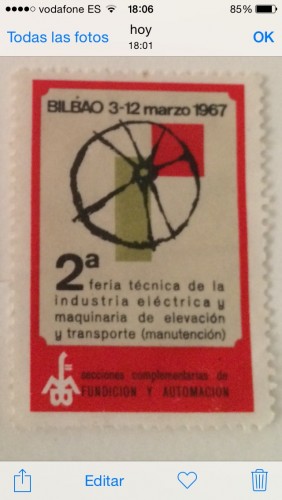 vodafone ES 18:06 85%
Todas las fotos hoy OK
18:01
BILBAO 3-12 marzo 1967
2ª feria técnica de la
industria eléctrica y
maquinaria de elevación
y transporte (manutención)
secciones complementarias de
FUNDICION Y AUTOMACION
Editar